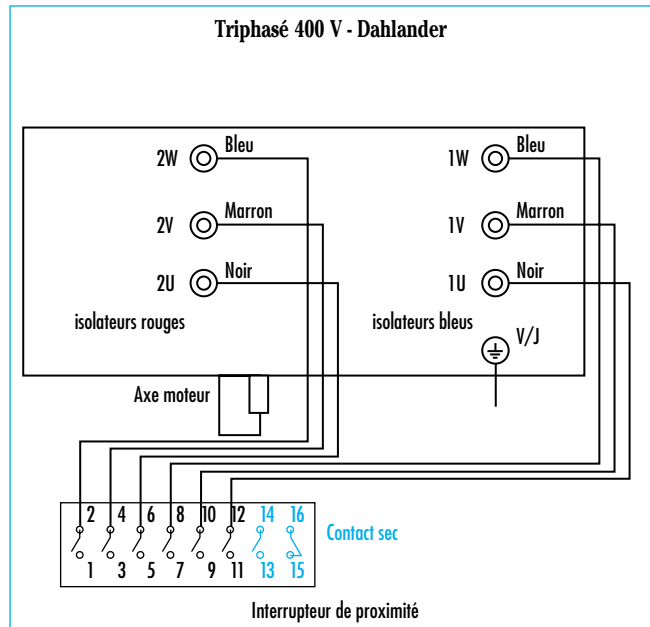 Triphasé 400 V - Dahlander
2W Bleu 1W Bleu
2V Marron 1V Marron
2U Noir 1U Noir
isolateurs rouges isolateurs bleus
V/J
Axe moteur
2 4 6 8 10 12 14 16
Contact sec
1 3 5 7 9 11 13 15
Interrupteur de proximité